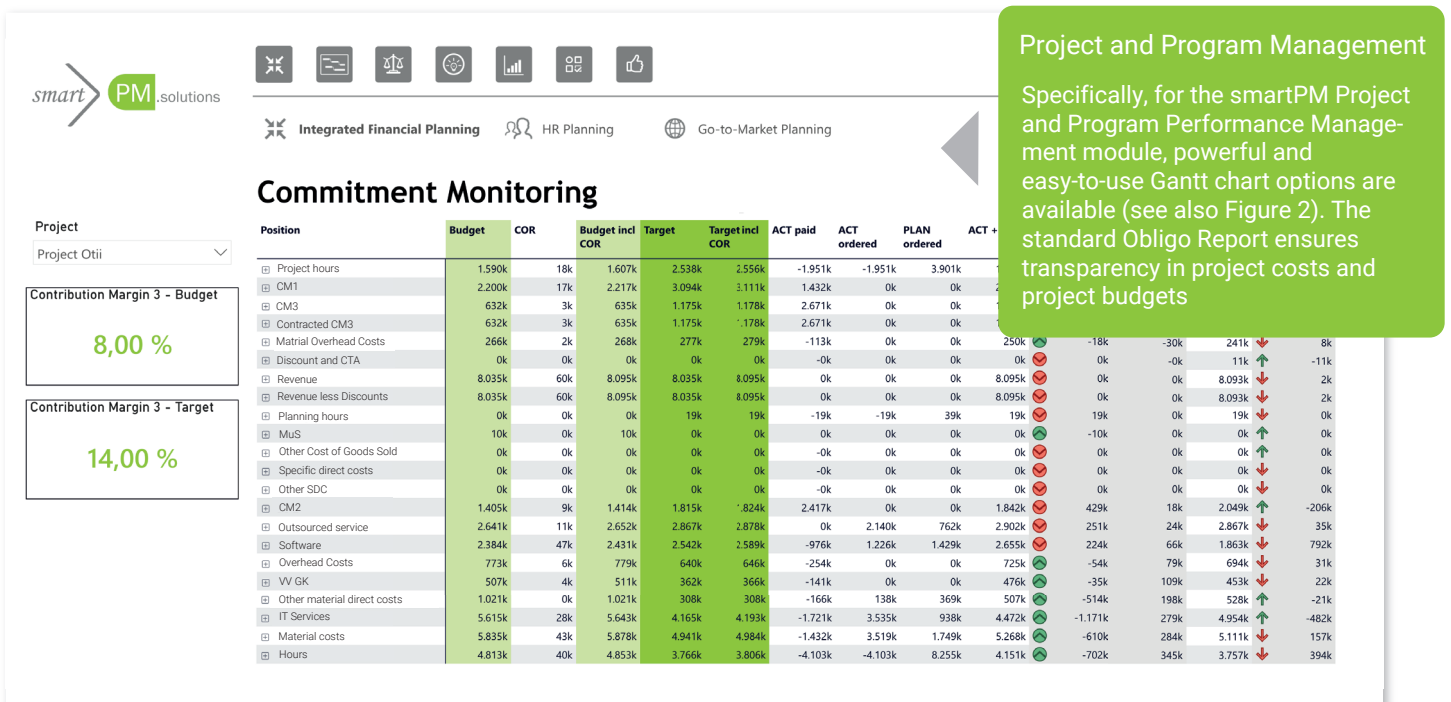 smart PM .solutions
Integrated Financial Planning HR Planning Go-to-Market Planning
Project and Program Management
Specifically, for the smartPM Project
and Program Performance Manage-
ment module, powerful and
easy-to-use Gantt chart options are
available (see also Figure 2). The
standard Obligo Report ensures
transparency in project costs and
project budgets
Commitment Monitoring
Project
Project Otii
Contribution Margin 3 - Budget
8,00 %
Contribution Margin 3 - Target
14,00 %
Position Budget COR Budget incl COR Target Target incl COR ACT paid ACT ordered PLAN ordered ACT +
Project hours 1.590k 18k 1.607k 2.538k 2.556k -1.951k -1.951k 3.901k
CM1 2.200k 17k 2.217k 3.094k 3.111k 1.432k 0k 0k
CM3 632k 3k 635k 1.175k 1.178k 2.671k 0k 0k
Contracted CM3 632k 3k 635k 1.175k 1.178k 2.671k 0k 0k
Matrial Overhead Costs 266k 2k 268k 277k 279k -113k 0k 0k 250k -18k -30k 241k 8k
Discount and CTA 0k 0k 0k 0k 0k -0k 0k 0k 0k 0k -0k 11k -11k
Revenue 8.035k 60k 8.095k 8.035k 8.095k 0k 0k 0k 8.095k 0k 0k 8.093k 2k
Revenue less Discounts 8.035k 60k 8.095k 8.035k 8.095k 0k 0k 0k 8.095k 0k 0k 8.093k 2k
Planning hours 0k 0k 0k 19k 19k -19k -19k 39k 19k 19k 0k 19k 0k
MuS 10k 0k 10k 0k 0k 0k 0k 0k 0k -10k 0k 0k 0k
Other Cost of Goods Sold 0k 0k 0k 0k 0k -0k 0k 0k 0k 0k 0k 0k 0k
Specific direct costs 0k 0k 0k 0k 0k -0k 0k 0k 0k 0k 0k 0k 0k
Other SDC 0k 0k 0k 0k 0k -0k 0k 0k 0k 0k 0k 0k 0k
CM2 1.405k 9k 1.414k 1.815k 1.824k 2.417k 0k 0k 1.842k 429k 18k 2.049k -206k
Outsourced service 2.641k 11k 2.652k 2.867k 2.878k 0k 2.140k 762k 2.902k 251k 24k 2.867k 35k
Software 2.384k 47k 2.431k 2.542k 2.589k -976k 1.226k 1.429k 2.655k 224k 66k 1.863k 792k
Overhead Costs 773k 6k 779k 640k 646k -254k 0k 0k 725k -54k 79k 694k 31k
VV GK 507k 4k 511k 362k 366k -141k 0k 0k 476k -35k 109k 453k 22k
Other material direct costs 1.021k 0k 1.021k 308k 308k -166k 138k 369k 507k -514k 198k 528k -21k
IT Services 5.615k 28k 5.643k 4.165k 4.193k -1.721k 3.535k 938k 4.472k -1.171k 279k 4.954k -482k
Material costs 5.835k 43k 5.878k 4.941k 4.984k -1.432k 3.519k 1.749k 5.268k -610k 284k 5.111k 157k
Hours 4.813k 40k 4.853k 3.766k 3.806k -4.103k -4.103k 8.255k 4.151k -702k 345k 3.757k 394k